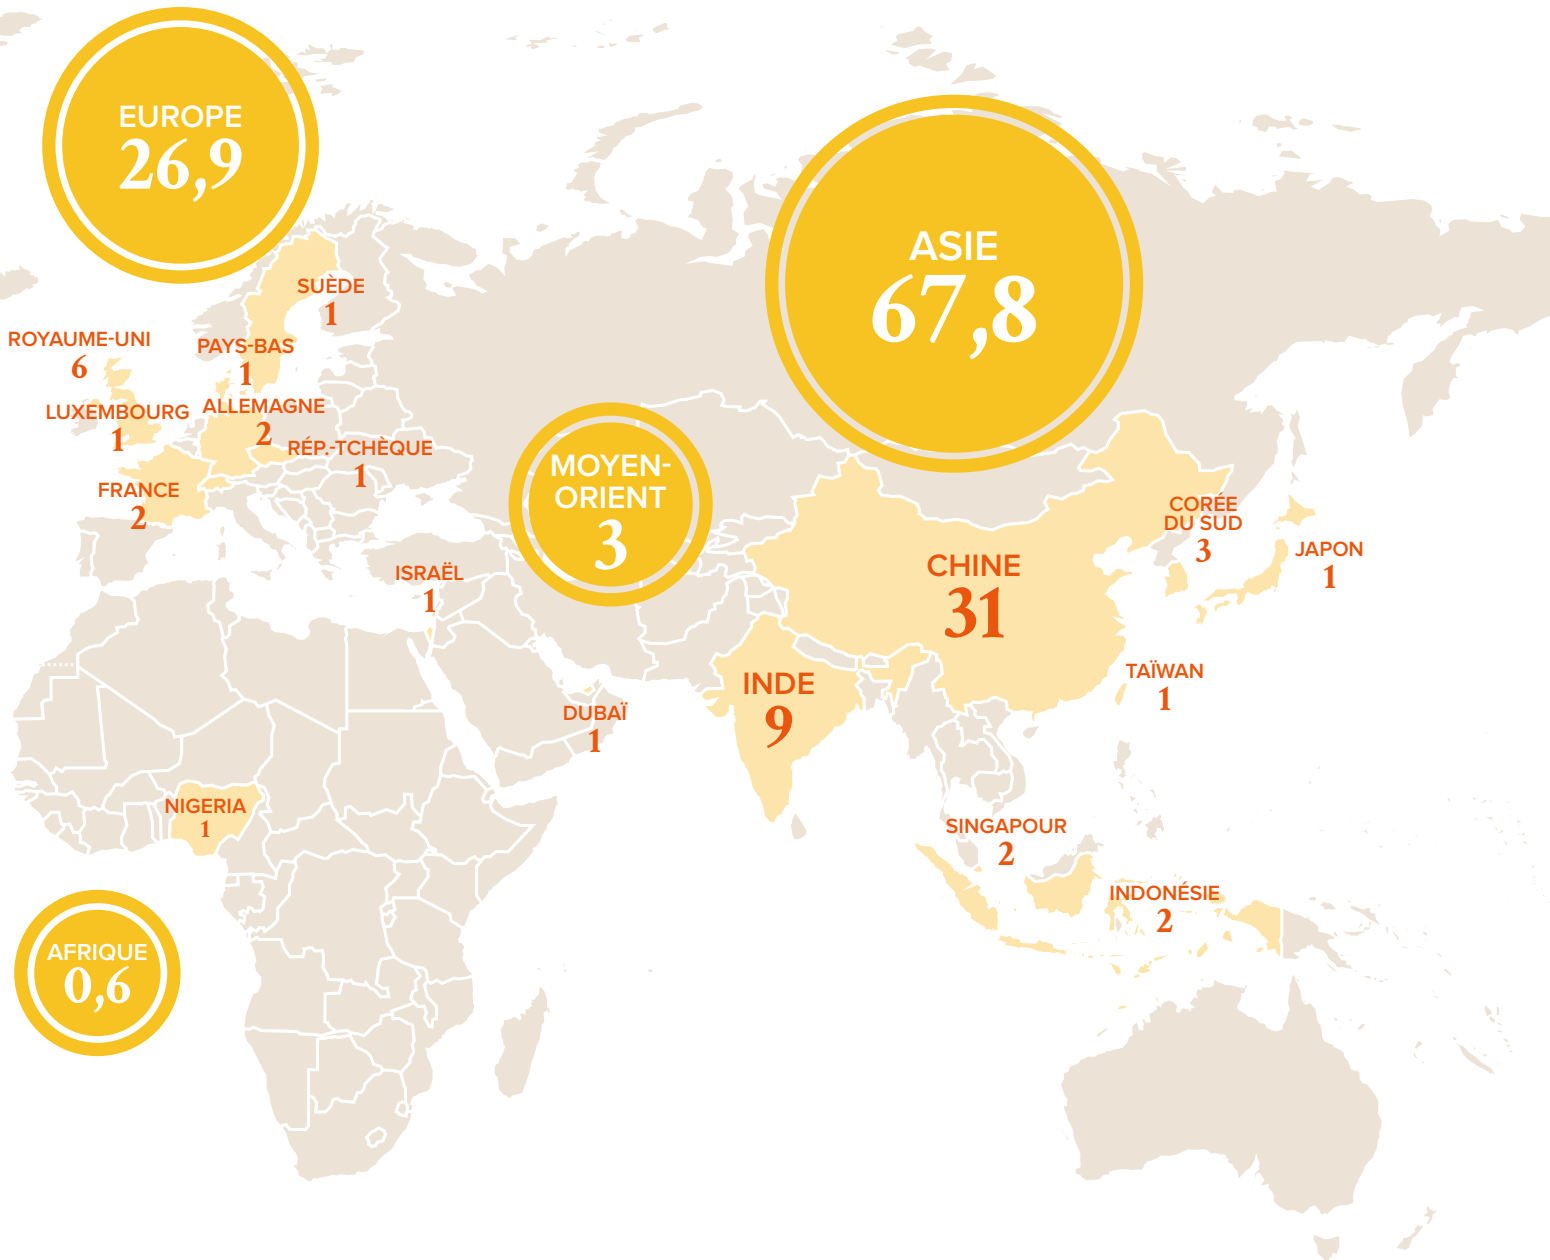 EUROPE
26,9
ASIE
67,8
SUÈDE
1
ROYAUME-UNI
6
PAYS-BAS
1
LUXEMBOURG
1
ALLEMAGNE
2
RÉP.-TCHÈQUE
1
FRANCE
2
MOYEN-
ORIENT
3
ISRAËL
1
CORÉE
DU SUD
3
JAPON
1
CHINE
31
INDE
9
TAÏWAN
1
DUBAÏ
1
NIGERIA
1
SINGAPOUR
2
INDONÉSIE
2
AFRIQUE
0,6